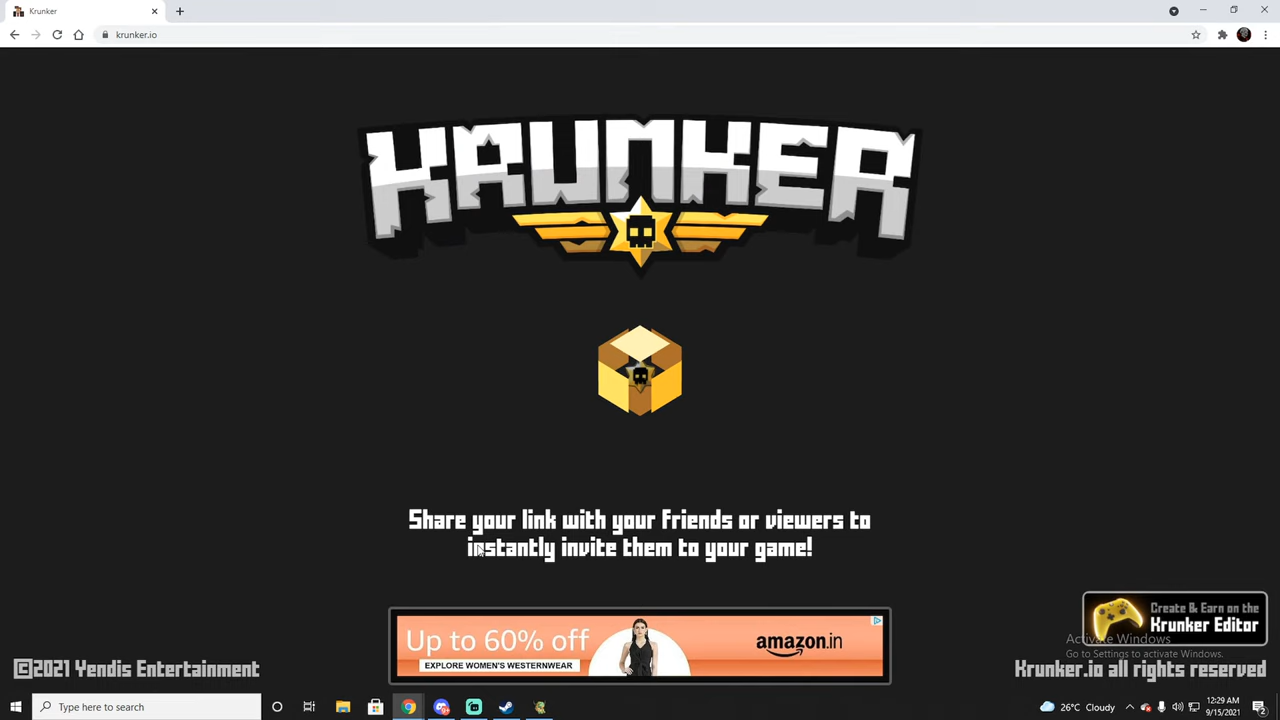 Krunker
krunker.io
KRUNKER
Share your link with your friends or viewers to
instantly invite them to your game!
Up to 60% off
EXPLORE WOMEN'S WESTERNWEAR
amazon.in
Create & Earn on the
Krunker Editor
Activate Windows
Go to Settings to activate Windows.
©2021 Yendis Entertainment
Krunker.io all rights reserved
Type here to search
26°C Cloudy
12:29 AM
9/15/2021
2